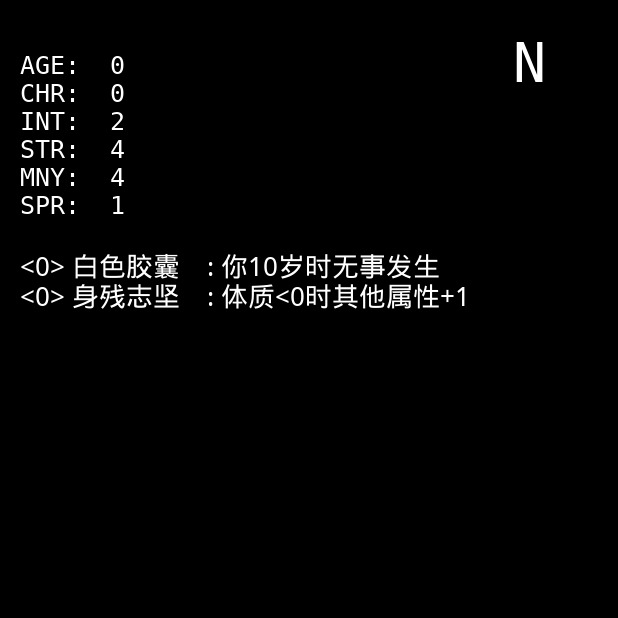 N
AGE: 0
CHR: 0
INT: 2
STR: 4
MNY: 4
SPR: 1
<0> 白色胶囊 : 你10岁时无事发生
<0> 身残志坚 : 体质<0时其他属性+1